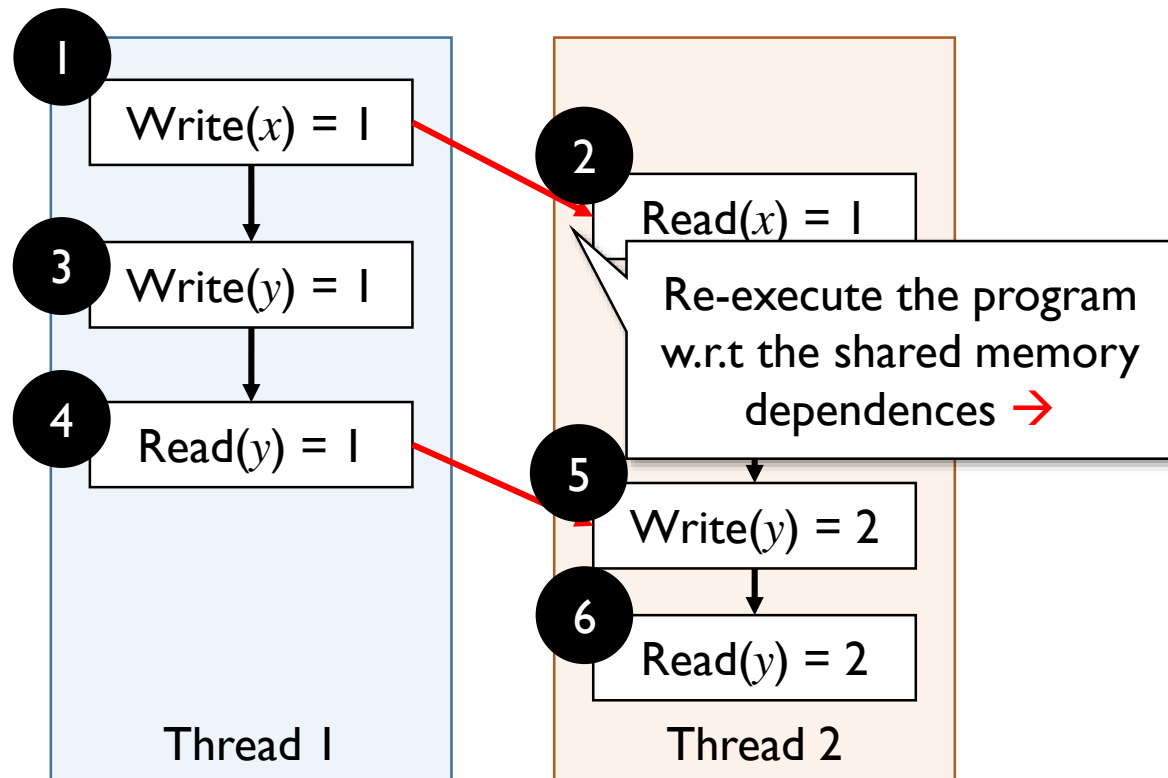 1
Write(x) = 1
2
Read(x) = 1
3
Write(y) = 1
Re-execute the program
w.r.t the shared memory
dependences →
4
Read(y) = 1
5
Write(y) = 2
6
Read(y) = 2
Thread 1
Thread 2